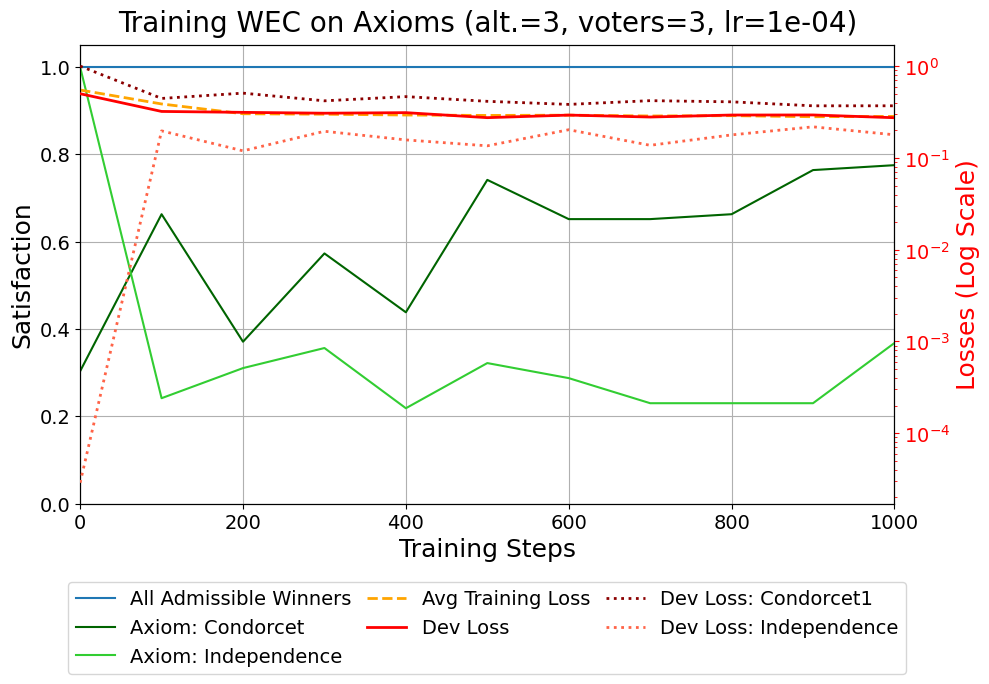 Training WEC on Axioms (alt.=3, voters=3, lr=1e-04)
Satisfaction
1.0
0.8
0.6
0.4
0.2
0.0
0 200 400 600 800 1000
Training Steps
10⁰
10⁻¹
10⁻²
10⁻³
10⁻⁴
Losses (Log Scale)
All Admissible Winners
Axiom: Condorcet
Axiom: Independence
Avg Training Loss
Dev Loss
Dev Loss: Condorcet1
Dev Loss: Independence